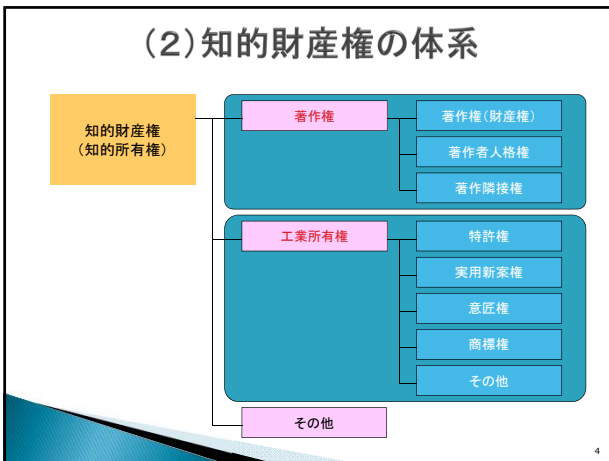 (2)知的財産権の体系
知的財産権
(知的所有権)
著作権
著作権(財産権)
著作者人格権
著作隣接権
工業所有権
特許権
実用新案権
意匠権
商標権
その他
その他
4